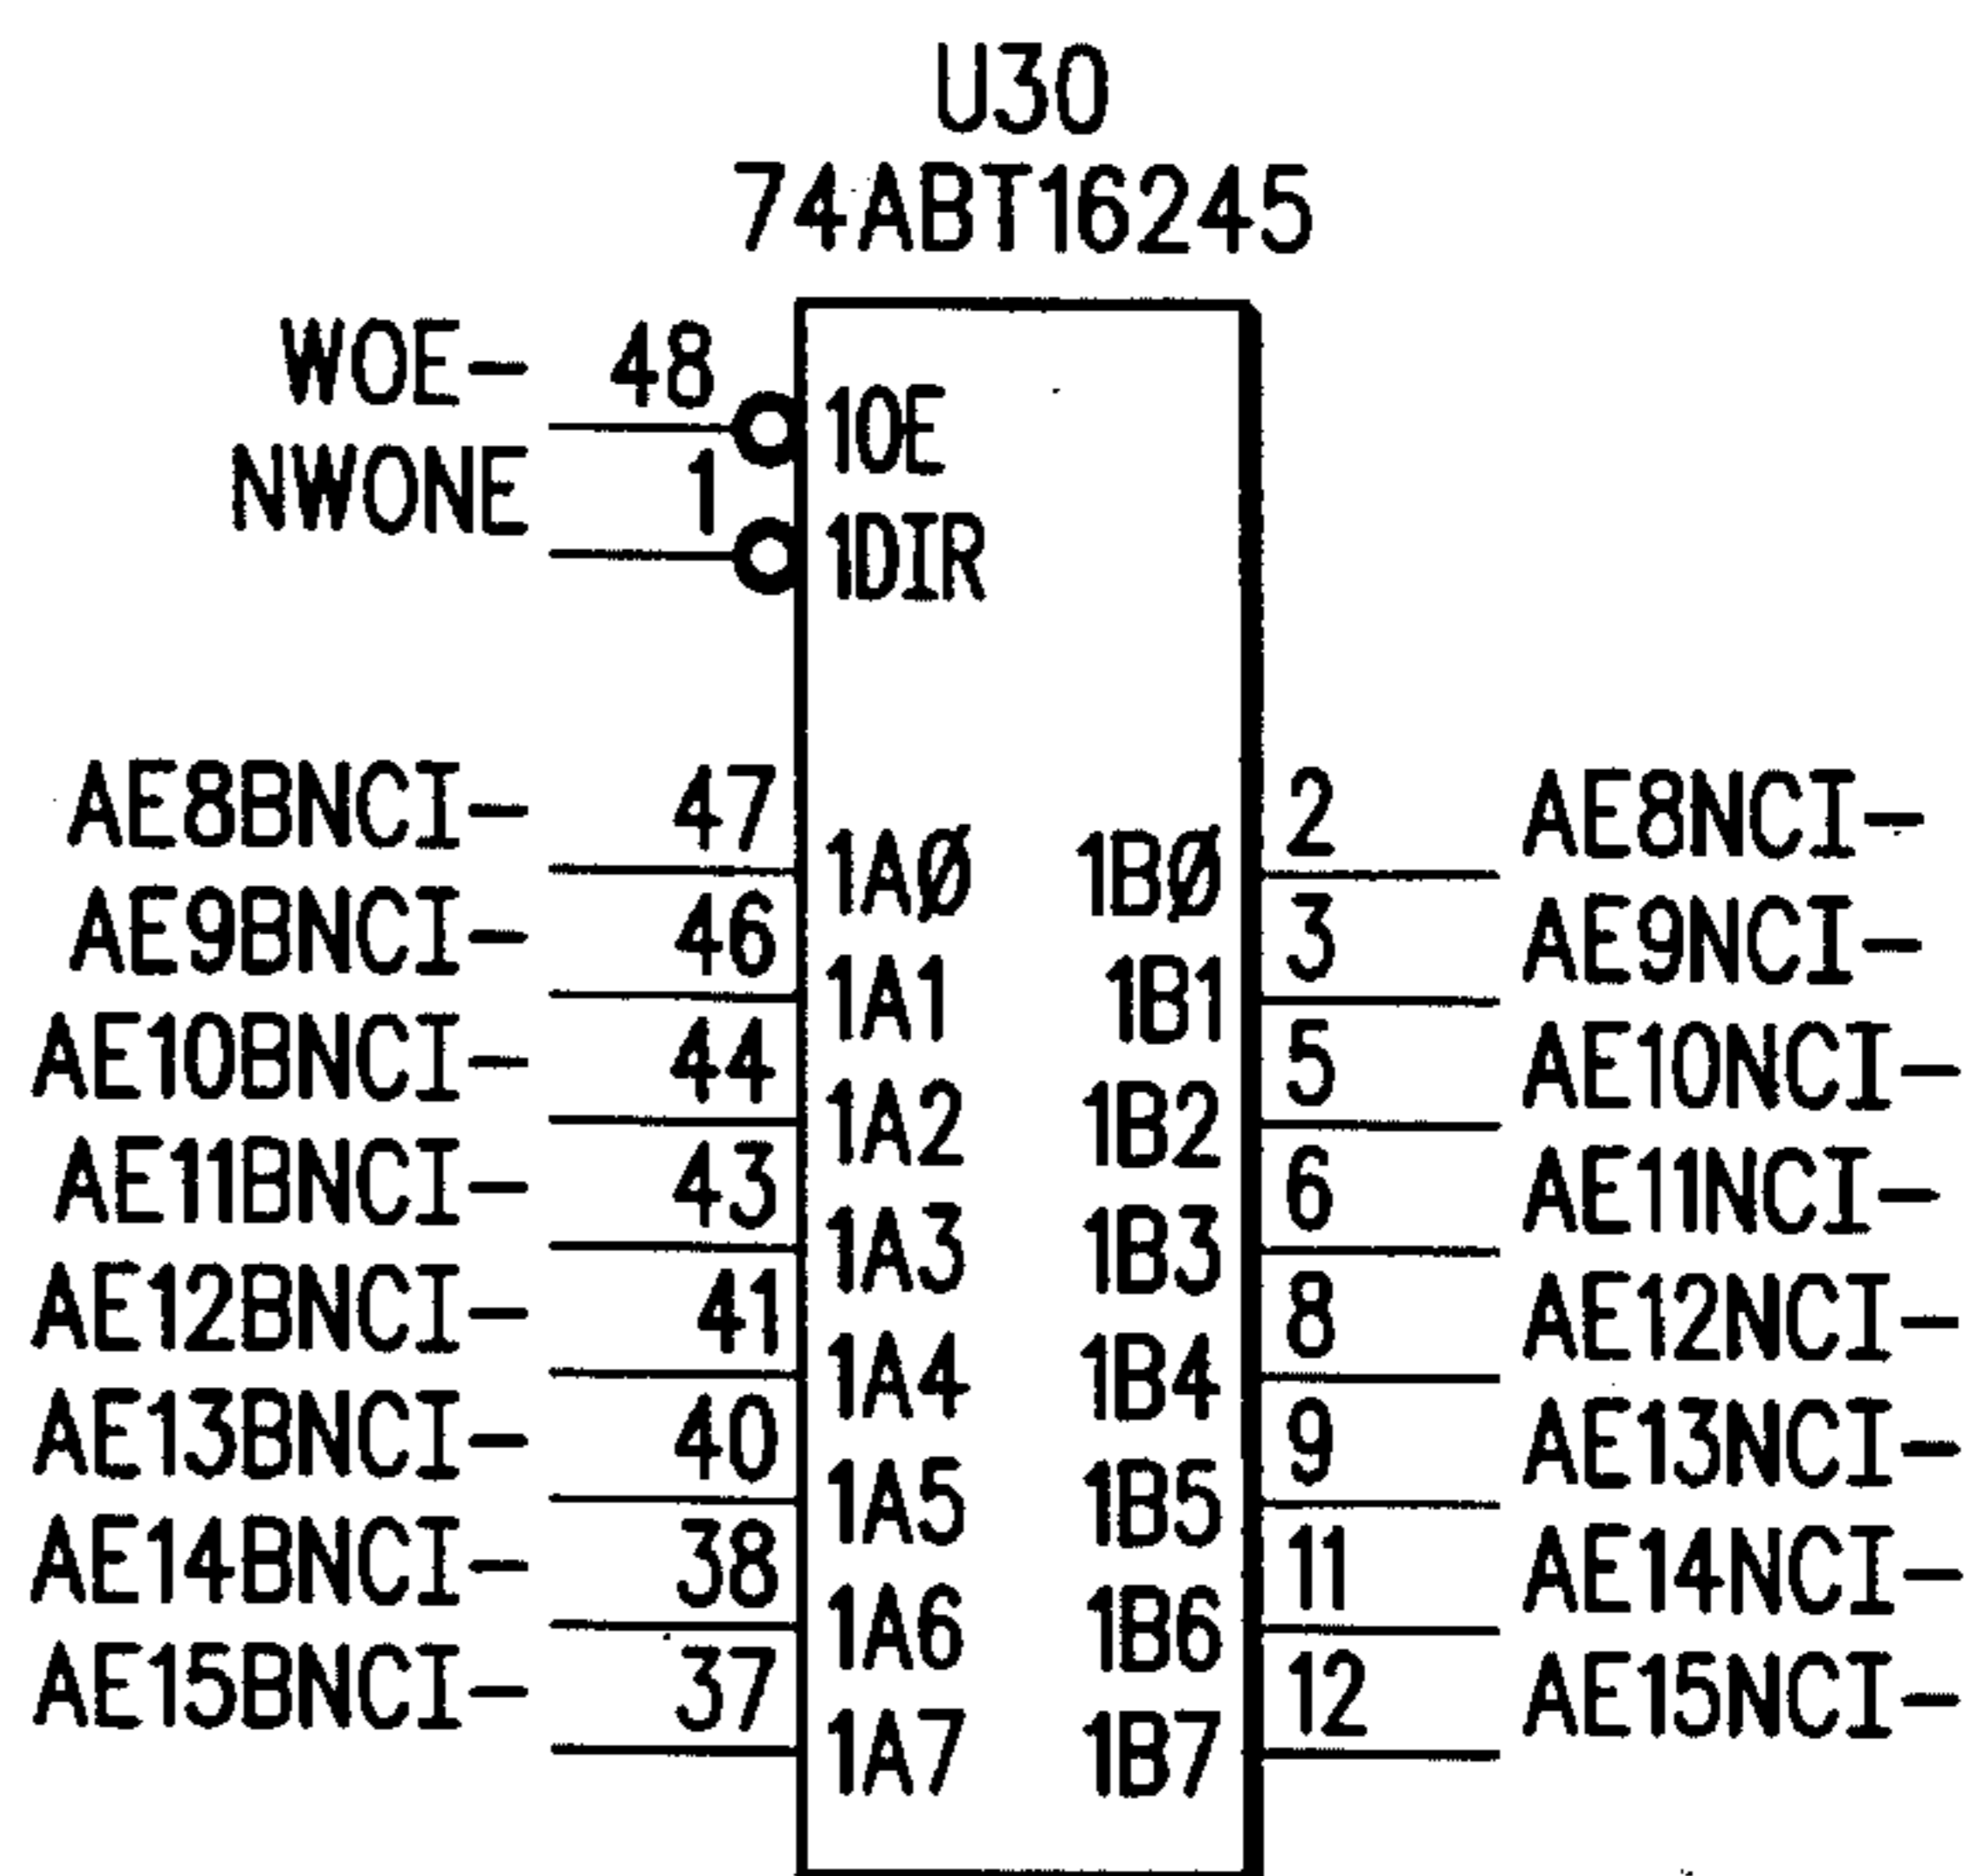 U30
74ABT16245
WOE- 48 1OE
NWONE 1 1DIR
AE8BNCI- 47 1AØ 1BØ 2 AE8NCI-
AE9BNCI- 46 1A1 1B1 3 AE9NCI-
AE10BNCI- 44 1A2 1B2 5 AE10NCI-
AE11BNCI- 43 1A3 1B3 6 AE11NCI-
AE12BNCI- 41 1A4 1B4 8 AE12NCI-
AE13BNCI- 40 1A5 1B5 9 AE13NCI-
AE14BNCI- 38 1A6 1B6 11 AE14NCI-
AE15BNCI- 37 1A7 1B7 12 AE15NCI-